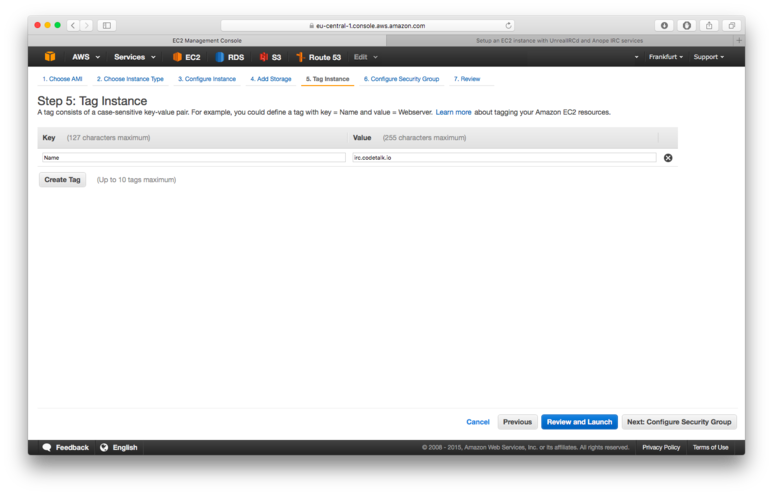 eu-central-1.console.aws.amazon.com
EC2 Management Console
Setup an EC2 instance with UnrealIRCd and Anope IRC services
AWS Services EC2 RDS S3 Route 53 Edit Frankfurt Support
1. Choose AMI 2. Choose Instance Type 3. Configure Instance 4. Add Storage 5. Tag Instance 6. Configure Security Group 7. Review
Step 5: Tag Instance
A tag consists of a case-sensitive key-value pair. For example, you could define a tag with key = Name and value = Webserver. Learn more about tagging your Amazon EC2 resources.
Key (127 characters maximum) Value (255 characters maximum)
Name irc.codetalk.io
Create Tag (Up to 10 tags maximum)
Cancel Previous Review and Launch Next: Configure Security Group
Feedback English © 2008 - 2015, Amazon Web Services, Inc. or its affiliates. All rights reserved. Privacy Policy Terms of Use